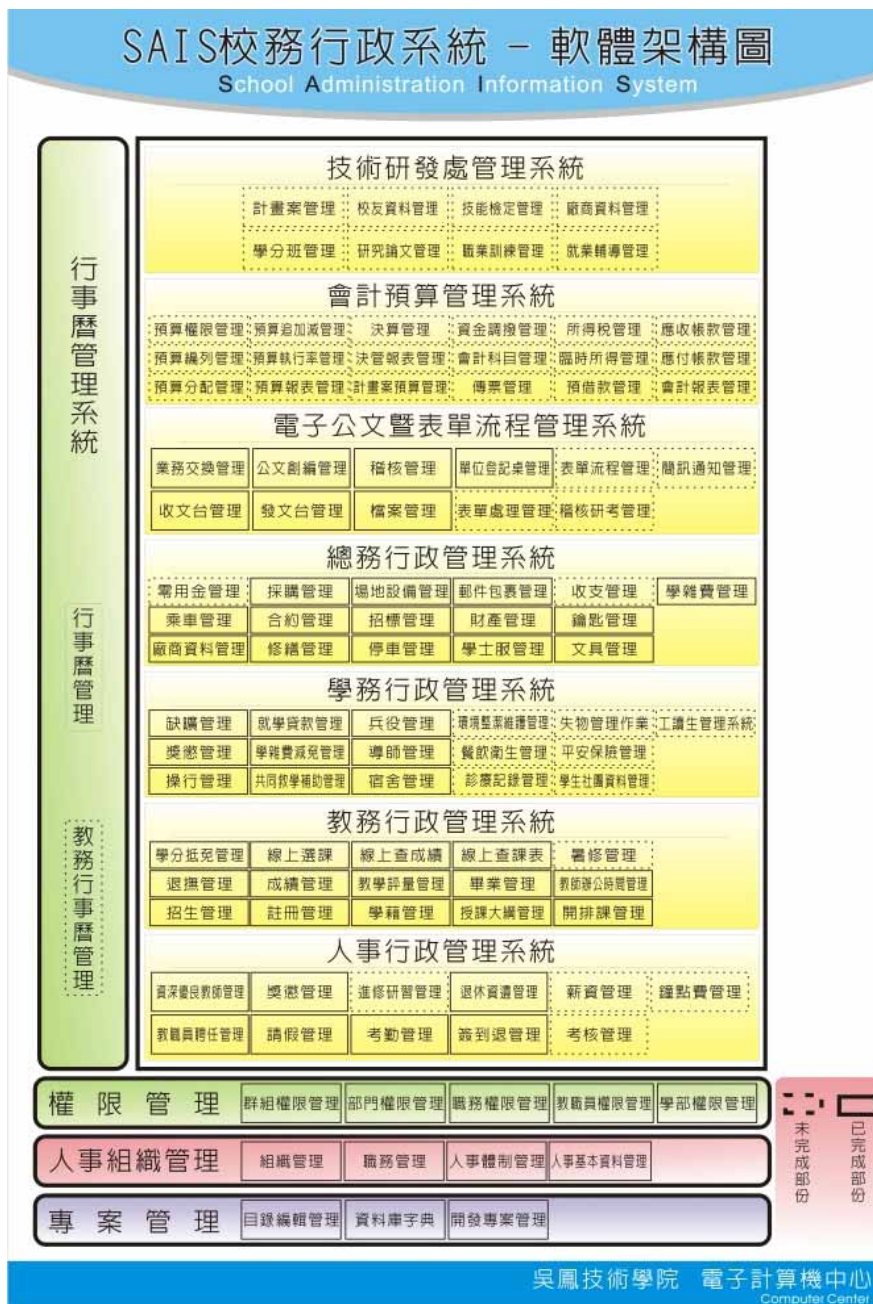 SAIS校務行政系統 – 軟體架構圖
School Administration Information System
行事曆管理系統
行事曆管理
教務行事曆管理
技術研發處管理系統
計畫案管理 校友資料管理 技能檢定管理 廠商資料管理
學分班管理 研究論文管理 職業訓練管理 就業輔導管理
會計預算管理系統
預算權限管理 預算追加減管理 決算管理 資金調撥管理 所得稅管理 應收帳款管理
預算編列管理 預算執行率管理 決管報表管理 會計科目管理 臨時所得管理 應付帳款管理
預算分配管理 預算報表管理 計畫案預算管理 傳票管理 預借款管理 會計報表管理
電子公文暨表單流程管理系統
業務交換管理 公文創編管理 稽核管理 單位登記桌管理 表單流程管理 簡訊通知管理
收文台管理 發文台管理 檔案管理 表單處理管理 稽核研考管理
總務行政管理系統
零用金管理 採購管理 場地設備管理 郵件包裹管理 收支管理 學雜費管理
乘車管理 合約管理 招標管理 財產管理 鑰匙管理
廠商資料管理 修繕管理 停車管理 學士服管理 文具管理
學務行政管理系統
缺曠管理 就學貸款管理 兵役管理 環境整潔維護管理 失物管理作業 工讀生管理系統
獎懲管理 學雜費減免管理 導師管理 餐飲衛生管理 平安保險管理
操行管理 共同教學補助管理 宿舍管理 診療記錄管理 學生社團資料管理
教務行政管理系統
學分抵免管理 線上選課 線上查成績 線上查課表 暑修管理
退撫管理 成績管理 教學評量管理 畢業管理 教師辦公時間管理
招生管理 註冊管理 學籍管理 授課大綱管理 開排課管理
人事行政管理系統
資深優良教師管理 獎懲管理 進修研習管理 退休資遣管理 薪資管理 鐘點費管理
教職員聘任管理 請假管理 考勤管理 簽到退管理 考核管理
權限管理 群組權限管理 部門權限管理 職務權限管理 教職員權限管理 學部權限管理
人事組織管理 組織管理 職務管理 人事體制管理 人事基本資料管理
專案管理 目錄編輯管理 資料庫字典 開發專案管理
未完成部份
已完成部份
吳鳳技術學院 電子計算機中心
Computer Center